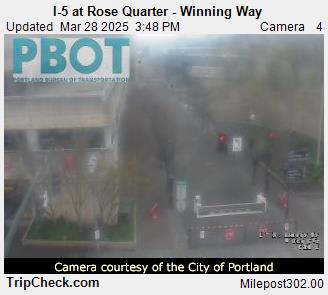 I-5 at Rose Quarter - Winning Way
Updated Mar 28 2025 3:48 PM Camera 4
PBOT
PORTLAND BUREAU OF TRANSPORTATION
Camera courtesy of the City of Portland
TripCheck.com Milepost302.00